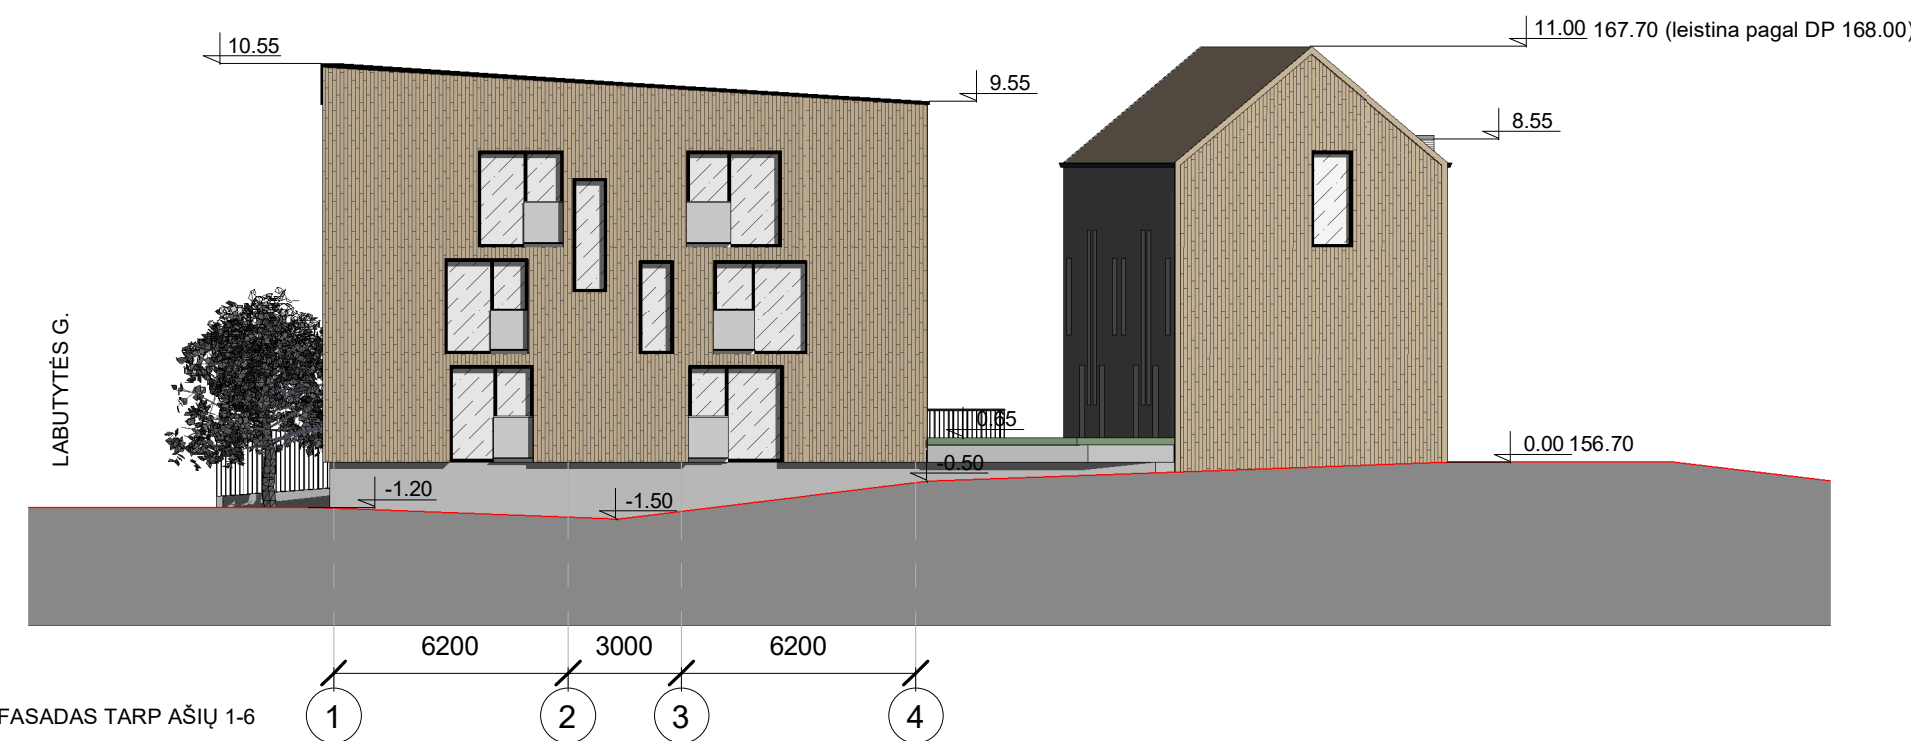 11.00 167.70 (leistina pagal DP 168.00)
10.55
9.55
8.55
LABUTYTĖS G.
0.65
0.00 156.70
-0.50
-1.20
-1.50
6200 3000 6200
FASADAS TARP AŠIŲ 1-6
1 2 3 4